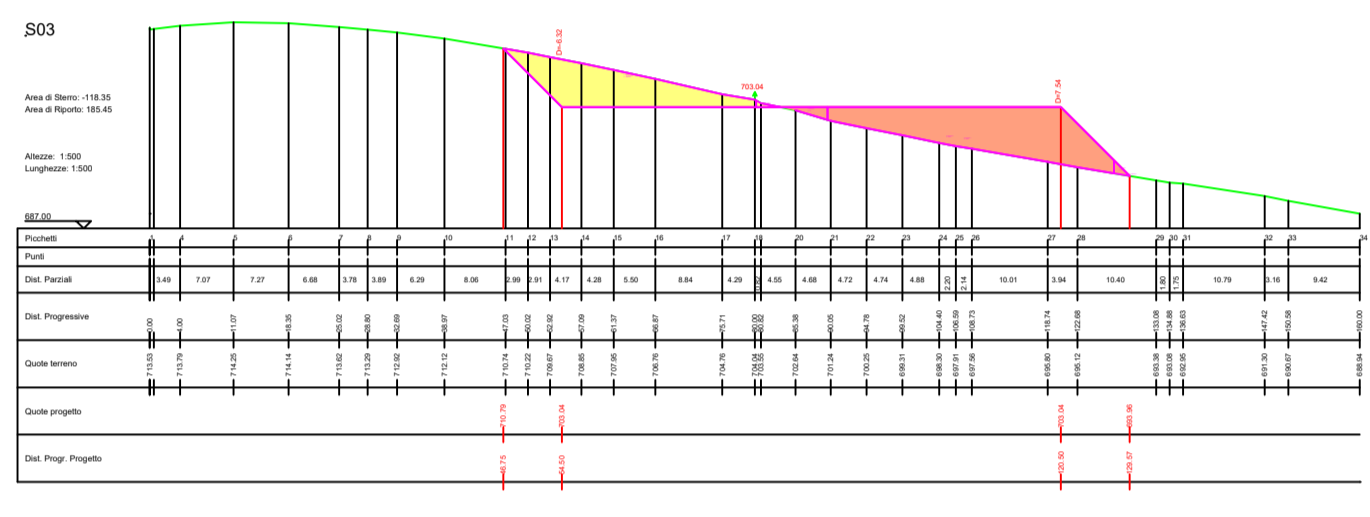 S03
D=-6.32
703.04
D=7.54
Area di Sterro: -118.35
Area di Riporto: 185.45
Altezze: 1:500
Lunghezze: 1:500
687.00
Picchetti 1 4 5 6 7 8 9 10 11 12 13 14 15 16 17 18 20 21 22 23 24 25 26 27 28 29 30 31 32 33 34
Punti
Dist. Parziali 3.49 7.07 7.27 6.68 3.78 3.89 6.29 8.06 2.99 2.91 4.17 4.28 5.50 8.84 4.29 0.82 4.55 4.68 4.72 4.74 4.88 2.20 2.14 10.01 3.94 10.40 1.80 1.75 10.79 3.16 9.42
Dist. Progressive 0.00 4.00 11.07 18.35 25.02 28.80 32.69 38.97 47.03 50.02 52.92 57.09 61.37 66.87 75.71 80.00 80.82 85.38 90.05 94.78 99.52 104.40 106.59 108.73 118.74 122.68 133.08 134.88 136.63 147.42 150.58 160.00
Quote terreno 713.53 713.79 714.25 714.14 713.62 713.29 712.92 712.12 710.74 710.22 709.67 708.85 707.95 706.76 704.76 704.04 703.55 702.64 701.24 700.25 699.31 698.30 697.91 697.56 695.80 695.12 693.38 693.08 692.95 691.30 690.67 688.94
Quote progetto 710.79 703.04 703.04 693.96
Dist. Progr. Progetto 46.75 54.50 120.50 129.57